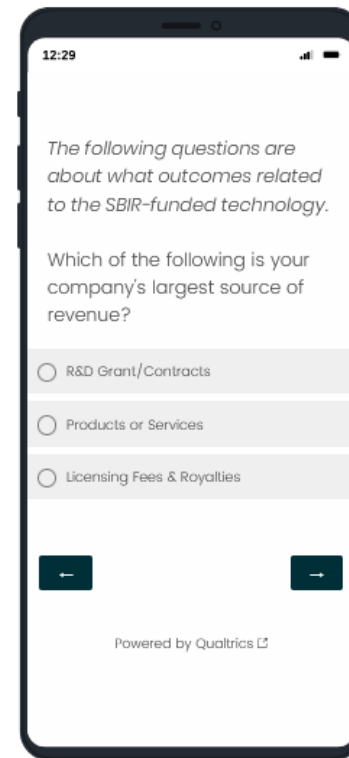 12:29
The following questions are
about what outcomes related
to the SBIR-funded technology.
Which of the following is your
company's largest source of
revenue?
R&D Grant/Contracts
Products or Services
Licensing Fees & Royalties
← →
Powered by Qualtrics